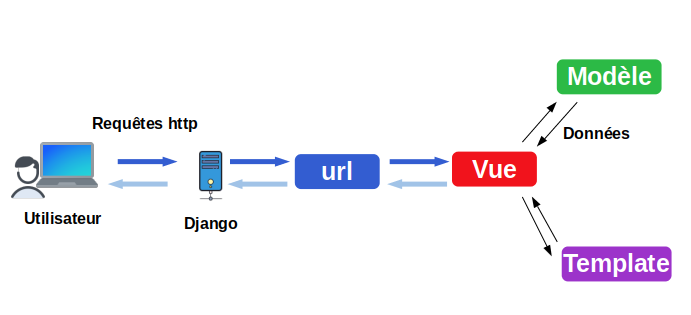 Modèle
Requêtes http
Données
url
Vue
Utilisateur
Django
Template